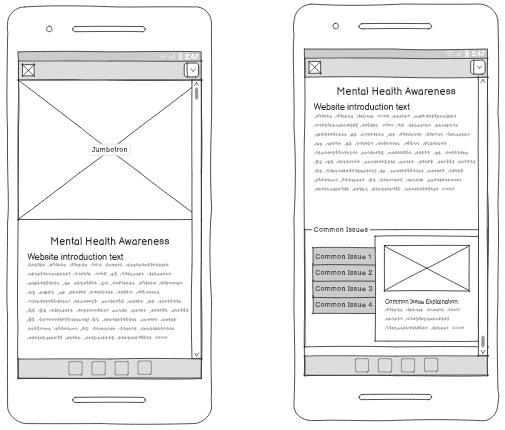 Jumbotron
Mental Health Awareness
Website introduction text
Mental Health Awareness
Website introduction text
Common Issues
Common Issue 1
Common Issue 2
Common Issue 3
Common Issue 4
Common Issue Explanation: